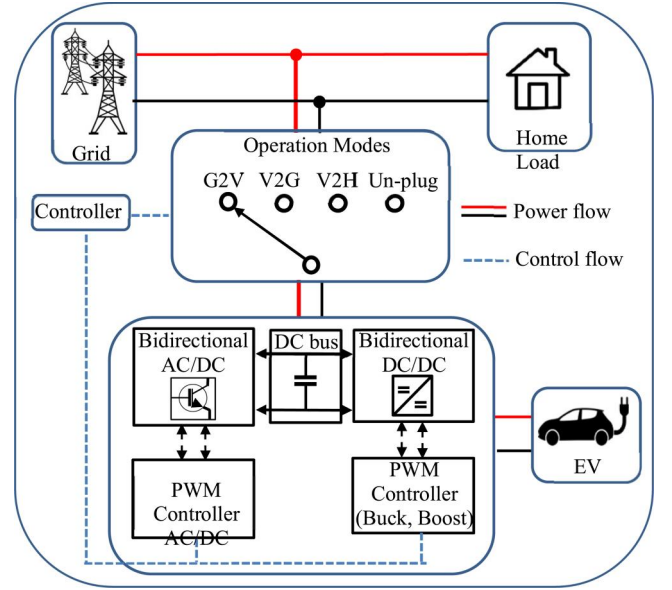 Grid
Home
Load
Operation Modes
G2V V2G V2H Un-plug
Controller
Power flow
Control flow
Bidirectional
AC/DC
DC bus
Bidirectional
DC/DC
PWM
Controller
AC/DC
PWM
Controller
(Buck, Boost)
EV